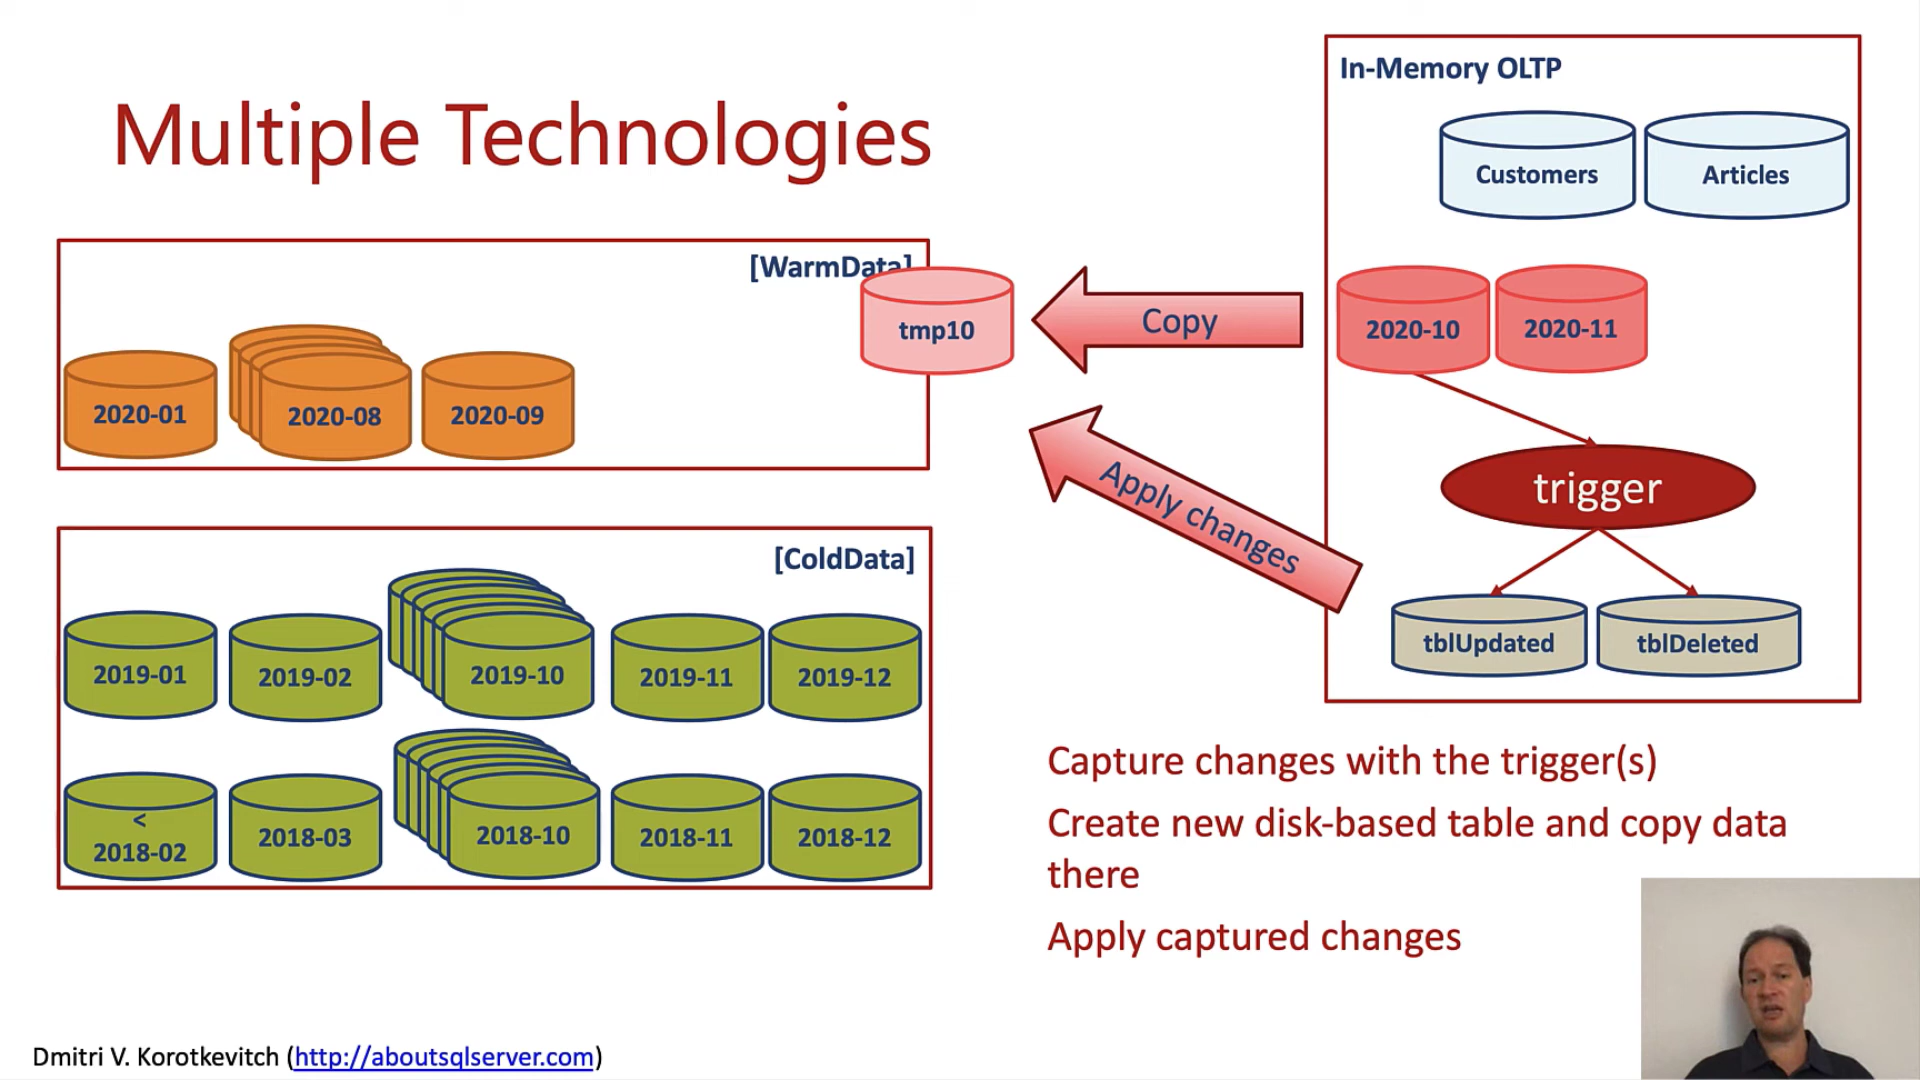 Multiple Technologies
In-Memory OLTP
Customers
Articles
[WarmData]
tmp10
Copy
2020-10
2020-11
2020-01
2020-08
2020-09
Apply changes
trigger
tblUpdated
tblDeleted
[ColdData]
2019-01
2019-02
2019-10
2019-11
2019-12
<
2018-02
2018-03
2018-10
2018-11
2018-12
Capture changes with the trigger(s)
Create new disk-based table and copy data
there
Apply captured changes
Dmitri V. Korotkevitch (http://aboutsqlserver.com)